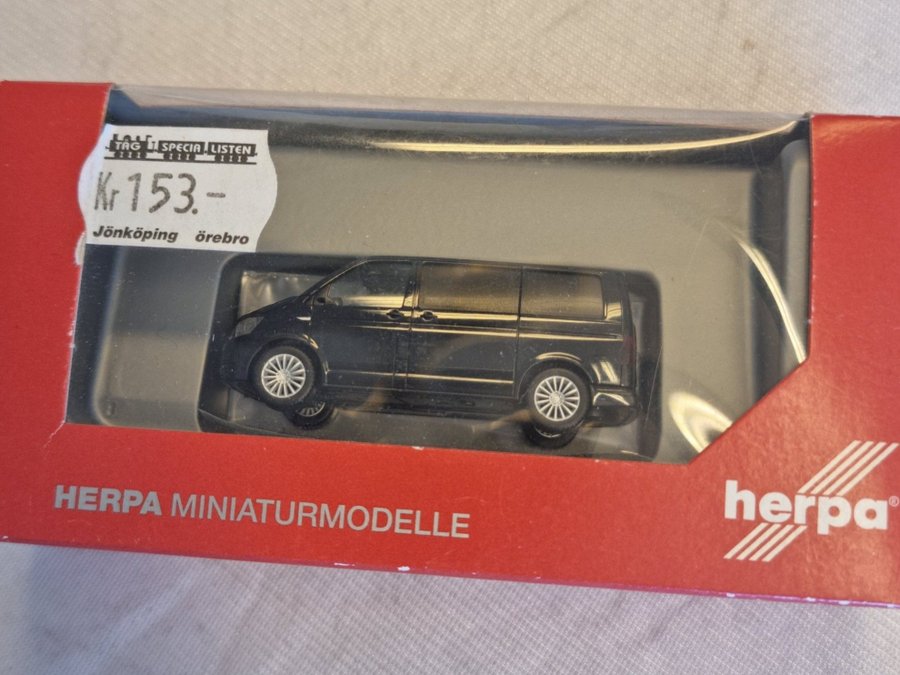 TÅG SPECIALISTEN
Kr 153.-
Jönköping örebro
HERPA MINIATURMODELLE
herpa®